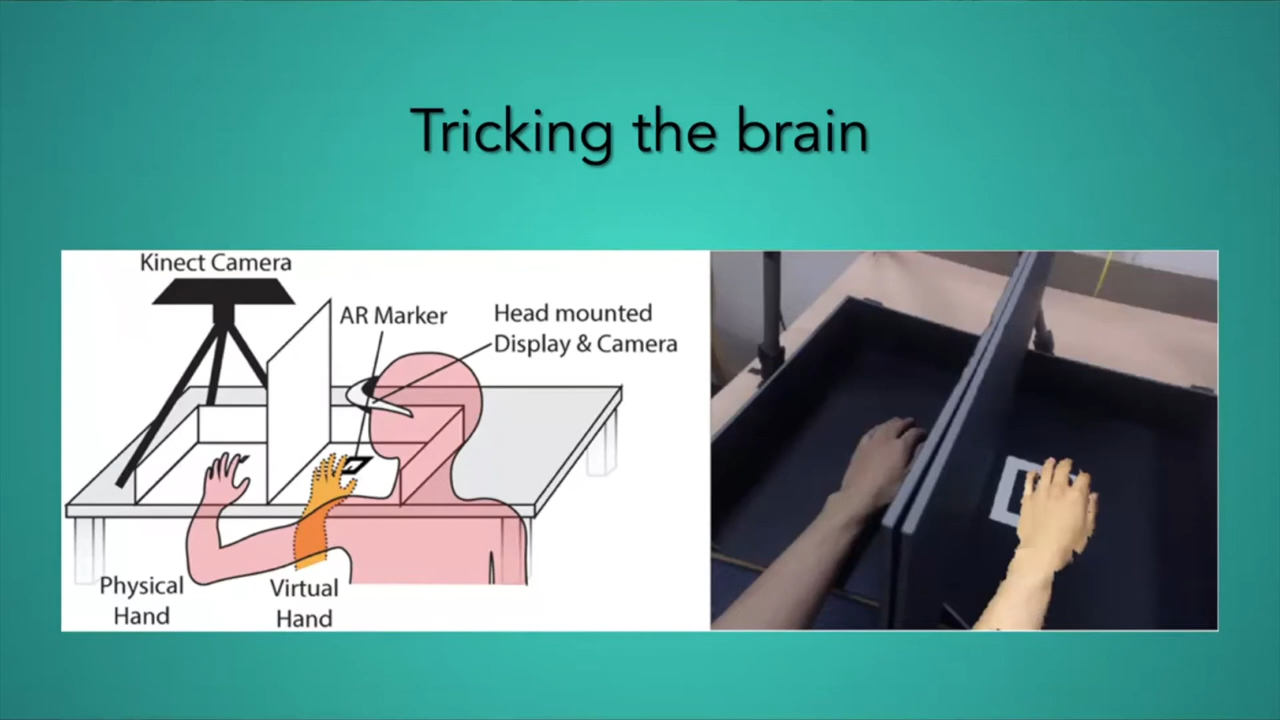 Tricking the brain
Kinect Camera
AR Marker
Head mounted
Display & Camera
Physical
Hand
Virtual
Hand